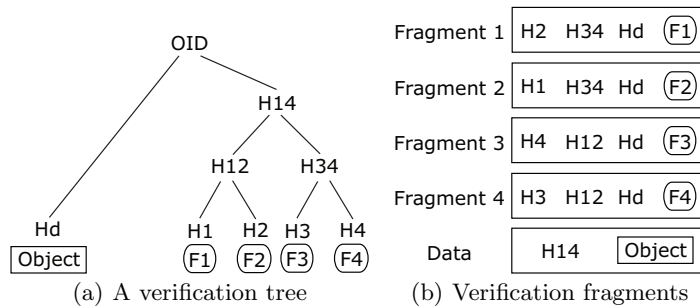 OID
H14
H12 H34
Hd H1 H2 H3 H4
Object F1 F2 F3 F4
(a) A verification tree
Fragment 1 H2 H34 Hd F1
Fragment 2 H1 H34 Hd F2
Fragment 3 H4 H12 Hd F3
Fragment 4 H3 H12 Hd F4
Data H14 Object
(b) Verification fragments